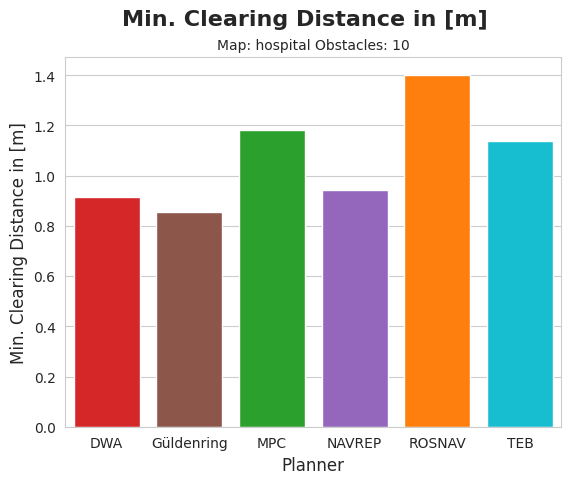 Min. Clearing Distance in [m]
Map: hospital Obstacles: 10
Min. Clearing Distance in [m]
1.4
1.2
1.0
0.8
0.6
0.4
0.2
0.0
DWA Güldenring MPC NAVREP ROSNAV TEB
Planner